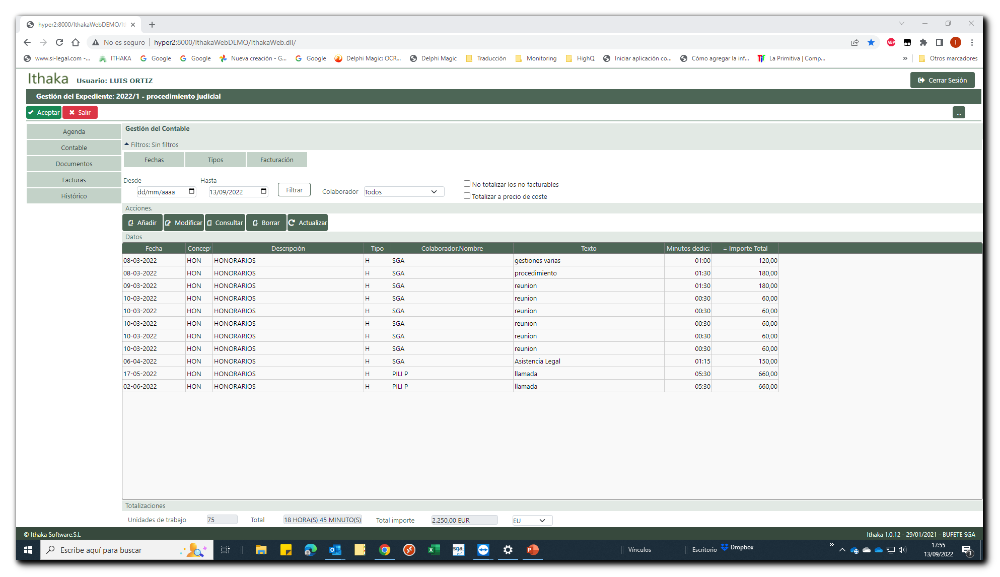 hyper2:8000/IthakaWebDEMO/It
No es seguro hyper2:8000/IthakaWebDEMO/IthakaWeb.dll/
ABP
I
www.si-legal.com -... ITHAKA Google Google Nueva creación - G... Google Delphi Magic: OCR... Delphi Magic Traducción Monitoring HighQ Iniciar aplicación co... Cómo agregar la inf... La Primitiva | Comp... » Otros marcadores
Ithaka Usuario: LUIS ORTIZ Cerrar Sesión
Gestión del Expediente: 2022/1 - procedimiento judicial
Aceptar Salir ...
Agenda
Contable
Documentos
Facturas
Histórico
Gestión del Contable
Filtros: Sin filtros
Fechas Tipos Facturación
Desde Hasta
dd/mm/aaaa 13/09/2022 Filtrar Colaborador Todos
No totalizar los no facturables
Totalizar a precio de coste
Acciones.
Añadir Modificar Consultar Borrar Actualizar
Datos
Fecha Concept Descripción Tipo Colaborador.Nombre Texto Minutos dedica = Importe Total
08-03-2022 HON HONORARIOS H SGA gestiones varias 01:00 120,00
08-03-2022 HON HONORARIOS H SGA procedimiento 01:30 180,00
09-03-2022 HON HONORARIOS H SGA reunion 01:30 180,00
10-03-2022 HON HONORARIOS H SGA reunion 00:30 60,00
10-03-2022 HON HONORARIOS H SGA reunion 00:30 60,00
10-03-2022 HON HONORARIOS H SGA reunion 00:30 60,00
10-03-2022 HON HONORARIOS H SGA reunion 00:30 60,00
10-03-2022 HON HONORARIOS H SGA reunion 00:30 60,00
06-04-2022 HON HONORARIOS H SGA Asistencia Legal 01:15 150,00
17-05-2022 HON HONORARIOS H PILI P llamada 05:30 660,00
02-06-2022 HON HONORARIOS H PILI P llamada 05:30 660,00
Totalizaciones
Unidades de trabajo 75 Total 18 HORA(S) 45 MINUTO(S) Total importe 2.250,00 EUR EU
© Ithaka Software,S.L Ithaka 1.0.12 - 29/01/2021 - BUFETE SGA
Escribe aquí para buscar sga Vínculos Escritorio Dropbox » 17:55
13/09/2022 3